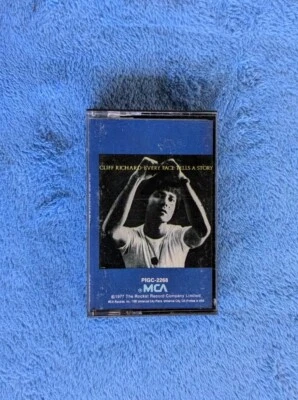 CLIFF RICHARD•EVERY FACE TELLS A STORY
PIGC-2268
MCA
©1977 The Rocket Record Company Limited.